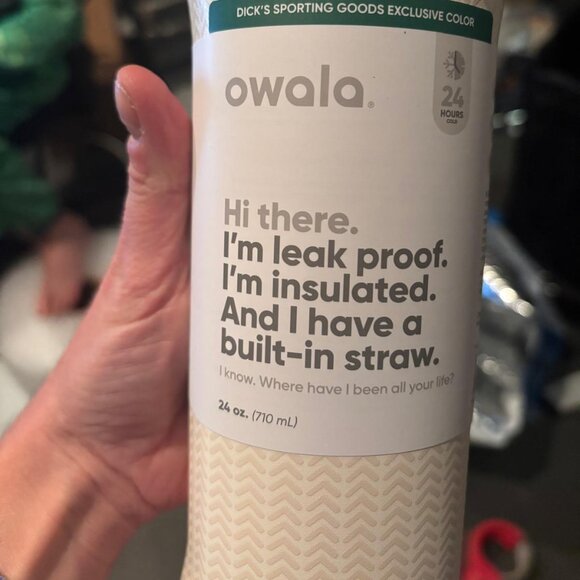 DICK'S SPORTING GOODS EXCLUSIVE COLOR
owala®
24
HOURS
COLD
Hi there.
I'm leak proof.
I'm insulated.
And I have a
built-in straw.
I know. Where have I been all your life?
24 oz. (710 mL)